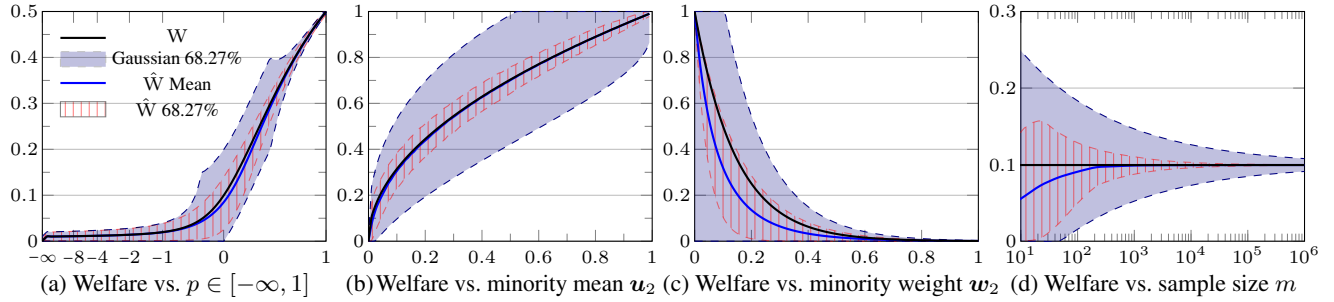 0.5
0.4
0.3
0.2
0.1
0
W
Gaussian 68.27%
Ŵ Mean
Ŵ 68.27%
−∞ −8 −4 −2 −1 0 1
(a) Welfare vs. p ∈ [−∞, 1]
1
0.8
0.6
0.4
0.2
0
0 0.2 0.4 0.6 0.8 1
(b) Welfare vs. minority mean u₂
1
0.8
0.6
0.4
0.2
0
0 0.2 0.4 0.6 0.8 1
(c) Welfare vs. minority weight w₂
0.3
0.2
0.1
0
10¹ 10² 10³ 10⁴ 10⁵ 10⁶
(d) Welfare vs. sample size m